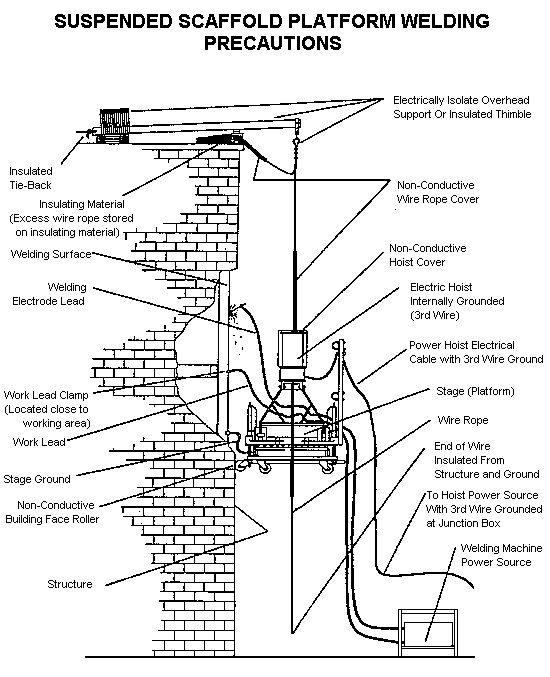 SUSPENDED SCAFFOLD PLATFORM WELDING
PRECAUTIONS
Electrically Isolate Overhead
Support Or Insulated Thimble
Insulated
Tie-Back
Insulating Material
(Excess wire rope stored
on insulating material)
Non-Conductive
Wire Rope Cover
Welding Surface
Non-Conductive
Hoist Cover
Welding
Electrode Lead
Electric Hoist
Internally Grounded
(3rd Wire)
Power Hoist Electrical
Cable with 3rd Wire Ground
Work Lead Clamp
(Located close to
working area)
Stage (Platform)
Work Lead
Wire Rope
End of Wire
Insulated From
Structure and Ground
Stage Ground
Non-Conductive
Building Face Roller
To Hoist Power Source
With 3rd Wire Grounded
at Junction Box
Welding Machine
Power Source
Structure